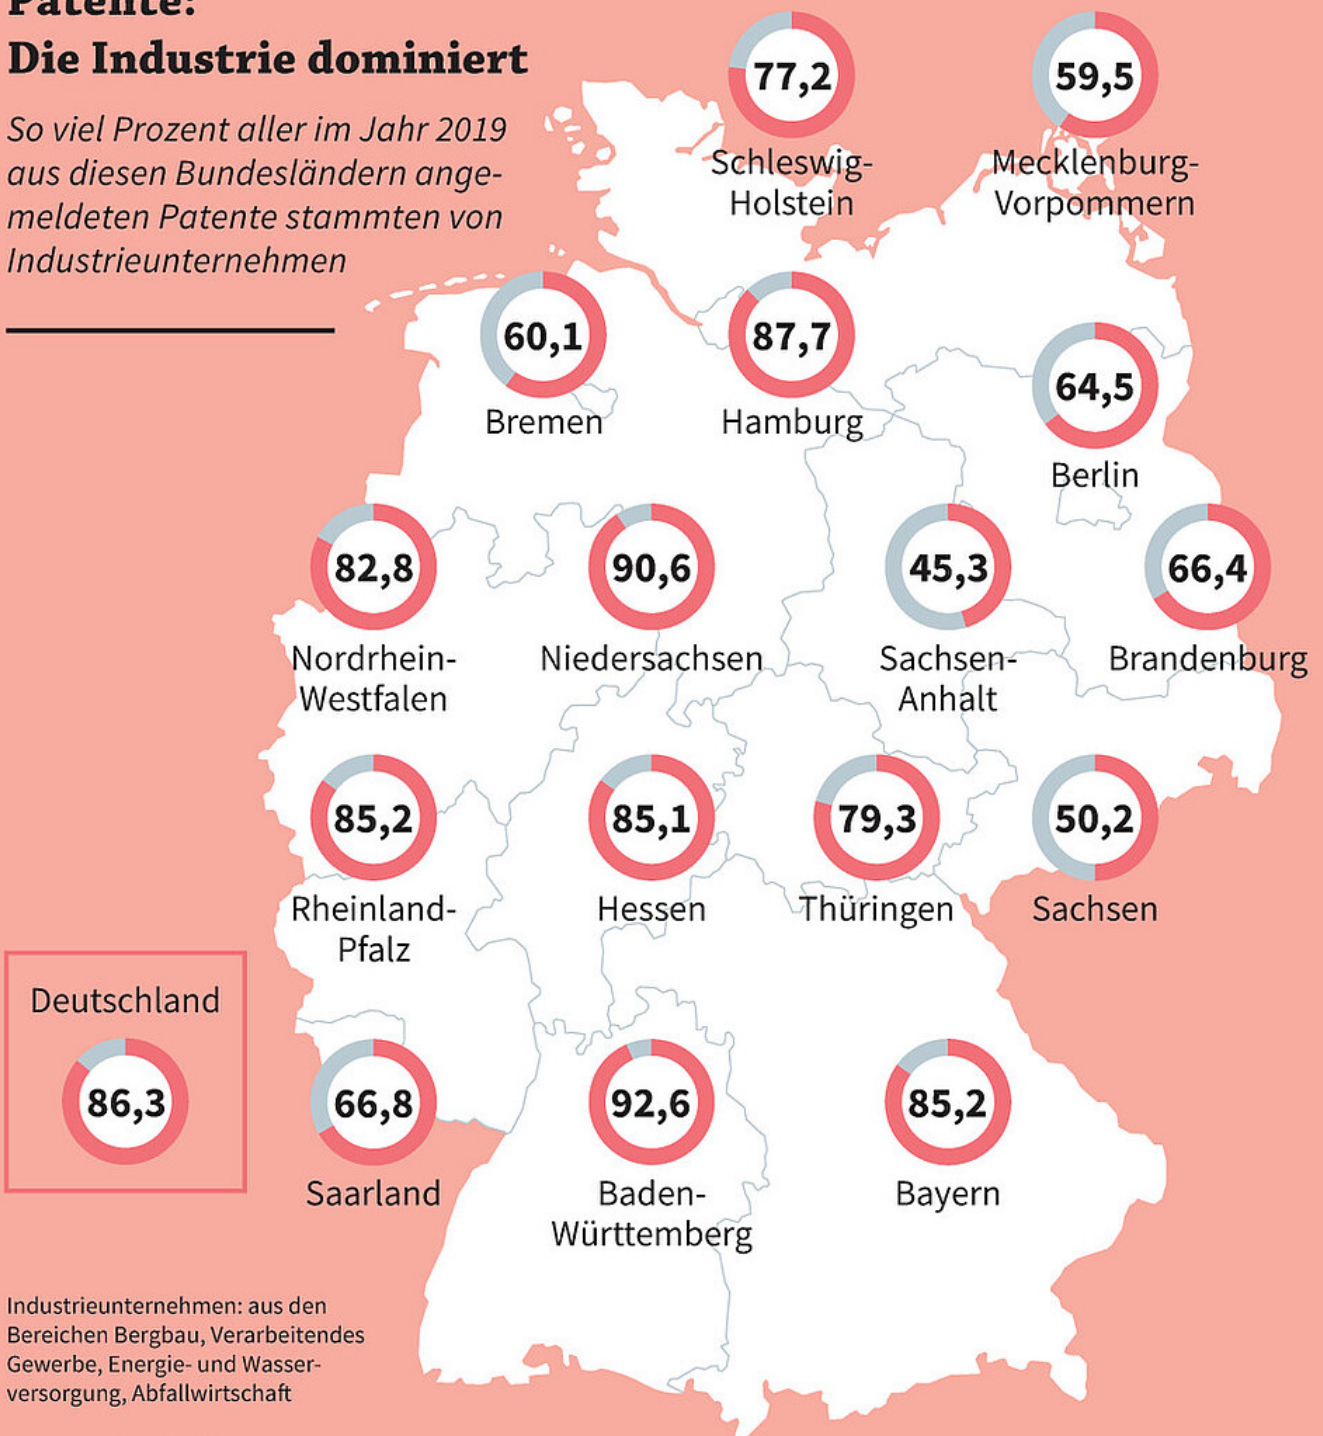 Patente:
Die Industrie dominiert
So viel Prozent aller im Jahr 2019
aus diesen Bundesländern ange-
meldeten Patente stammten von
Industrieunternehmen
77,2
Schleswig-
Holstein
59,5
Mecklenburg-
Vorpommern
60,1
Bremen
87,7
Hamburg
64,5
Berlin
82,8
Nordrhein-
Westfalen
90,6
Niedersachsen
45,3
Sachsen-
Anhalt
66,4
Brandenburg
85,2
Rheinland-
Pfalz
85,1
Hessen
79,3
Thüringen
50,2
Sachsen
Deutschland
86,3
66,8
Saarland
92,6
Baden-
Württemberg
85,2
Bayern
Industrieunternehmen: aus den
Bereichen Bergbau, Verarbeitendes
Gewerbe, Energie- und Wasser-
versorgung, Abfallwirtschaft